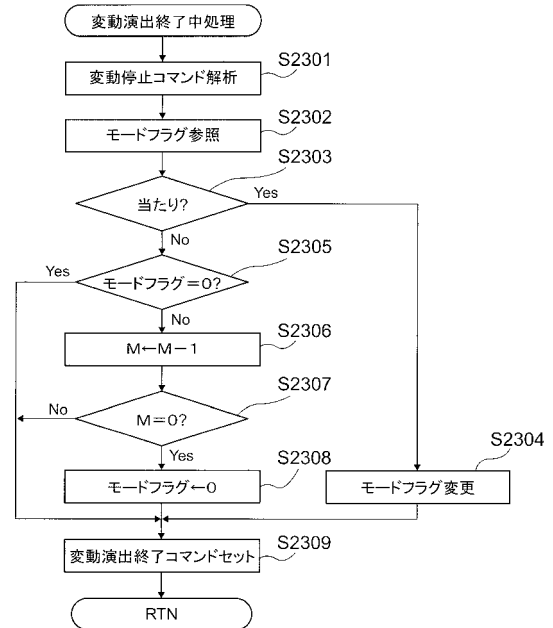 変動演出終了中処理
S2301
変動停止コマンド解析
S2302
モードフラグ参照
S2303
当たり?
Yes
No
S2305
Yes
モードフラグ=0?
No
S2306
M←M-1
S2307
No
M=0?
Yes
S2308
モードフラグ←0
S2304
モードフラグ変更
S2309
変動演出終了コマンドセット
RTN